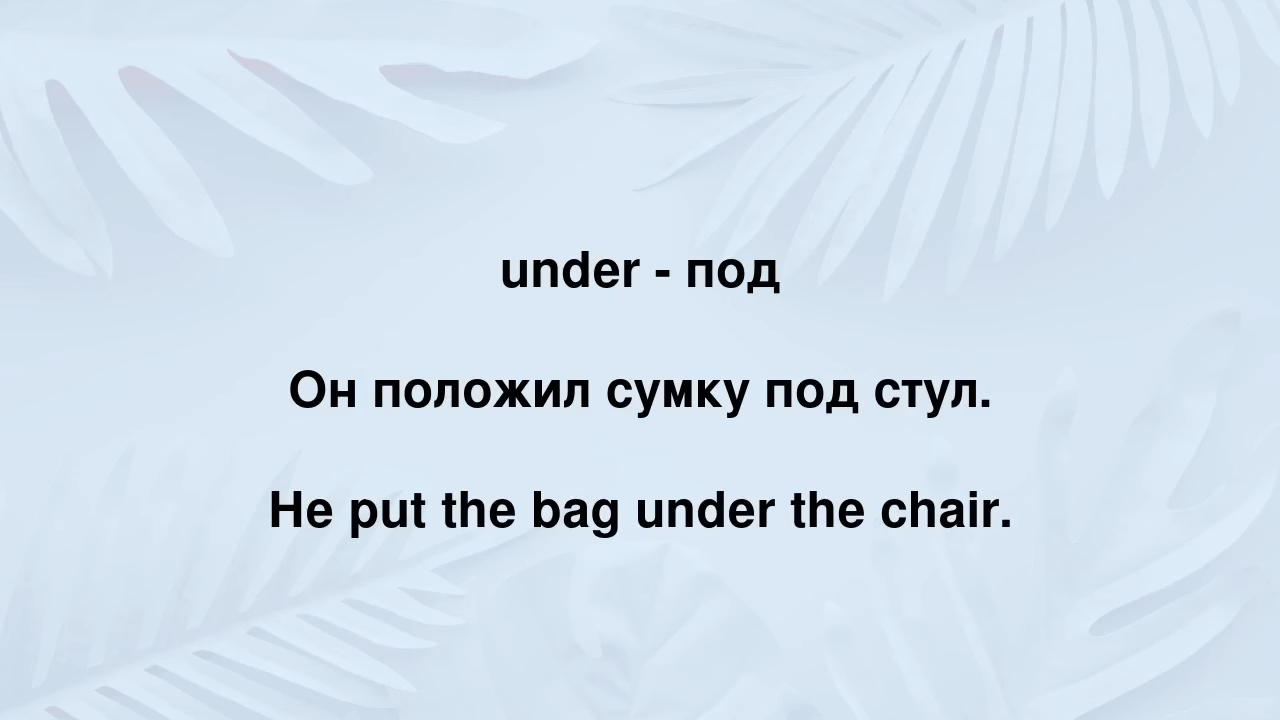 under - под
Он положил сумку под стул.
He put the bag under the chair.